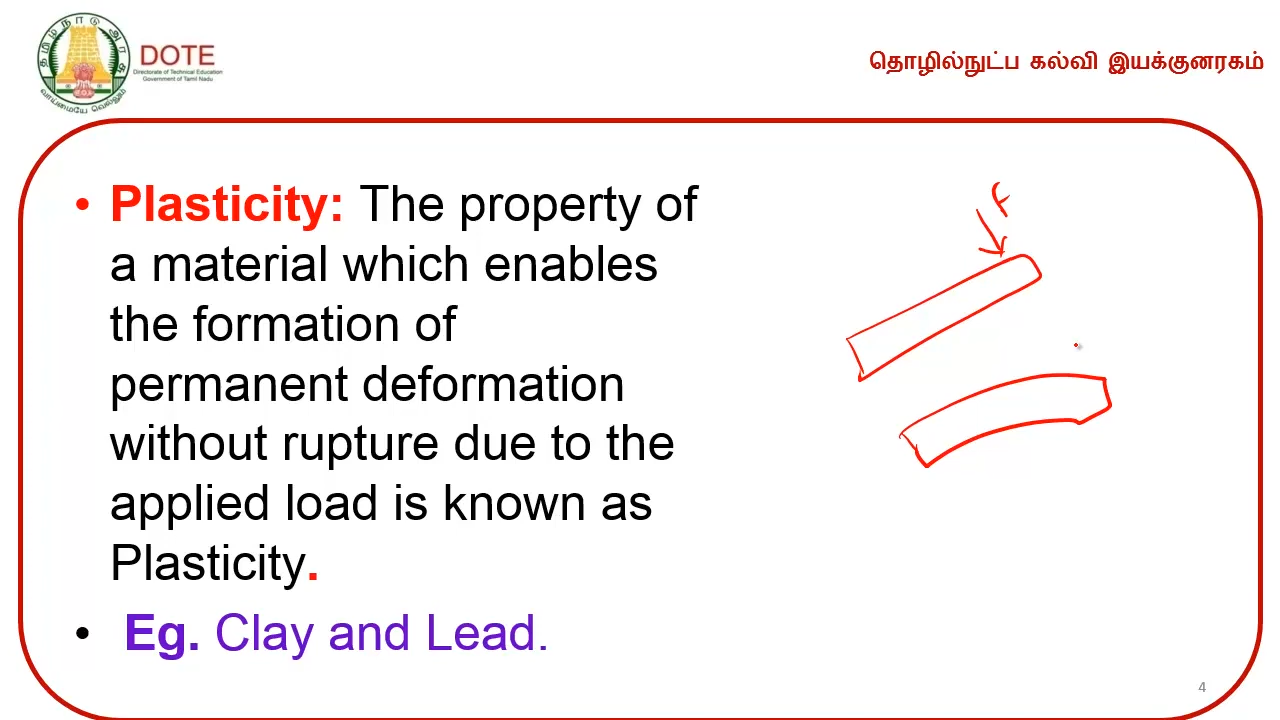 தமிழ்நாடு அரசு
வாய்மையே வெல்லும்
DOTE
Directorate of Technical Education
Government of Tamil Nadu
தொழில்நுட்ப கல்வி இயக்குனரகம்
• Plasticity: The property of
a material which enables
the formation of
permanent deformation
without rupture due to the
applied load is known as
Plasticity.
• Eg. Clay and Lead.
F
4